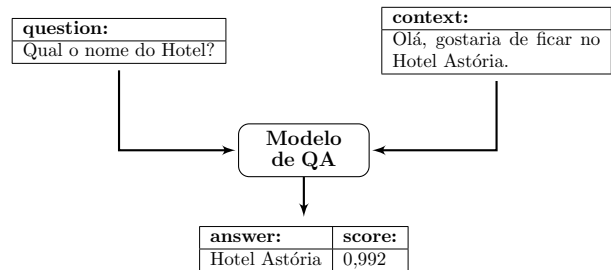 question:
Qual o nome do Hotel?
context:
Olá, gostaria de ficar no
Hotel Astória.
Modelo
de QA
answer: score:
Hotel Astória 0,992